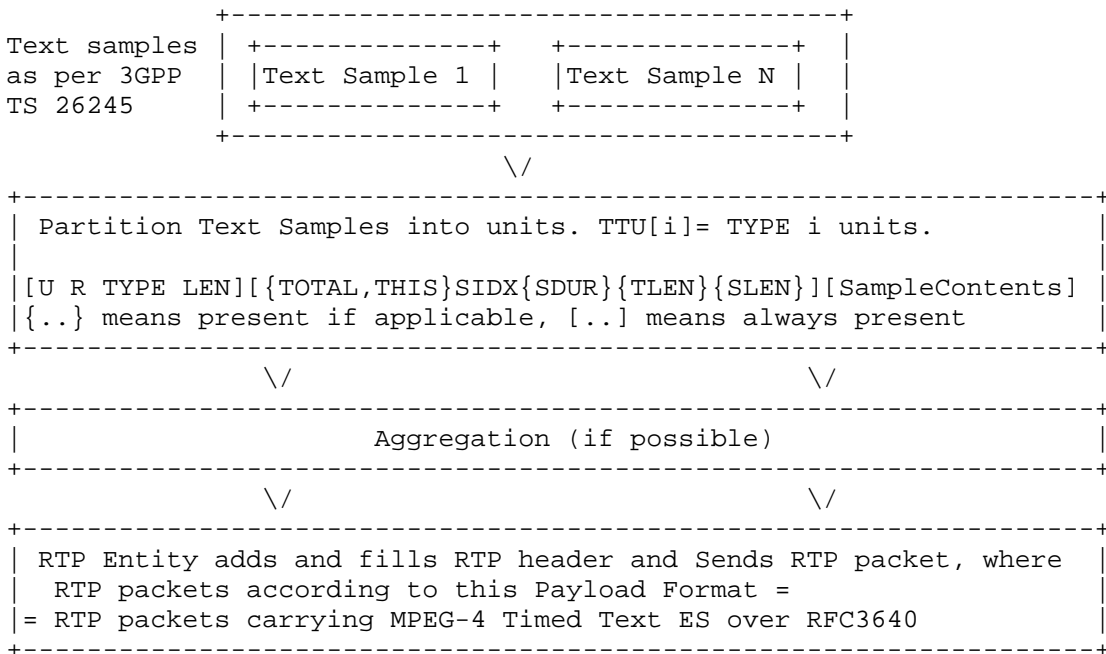 +--------------------------------------+
Text samples | +--------------+   +--------------+  |
as per 3GPP  | |Text Sample 1 |   |Text Sample N |  |
TS 26245     | +--------------+   +--------------+  |
              +--------------------------------------+
                               \/
+-------------------------------------------------------------------+
| Partition Text Samples into units. TTU[i]= TYPE i units.          |
|                                                                   |
|[U R TYPE LEN][{TOTAL,THIS}SIDX{SDUR}{TLEN}{SLEN}][SampleContents] |
|{..} means present if applicable, [..] means always present        |
+-------------------------------------------------------------------+
                \/                                \/
+-------------------------------------------------------------------+
|                      Aggregation (if possible)                    |
+-------------------------------------------------------------------+
                \/                                \/
+-------------------------------------------------------------------+
| RTP Entity adds and fills RTP header and Sends RTP packet, where  |
|  RTP packets according to this Payload Format =                   |
|= RTP packets carrying MPEG-4 Timed Text ES over RFC3640           |
+-------------------------------------------------------------------+